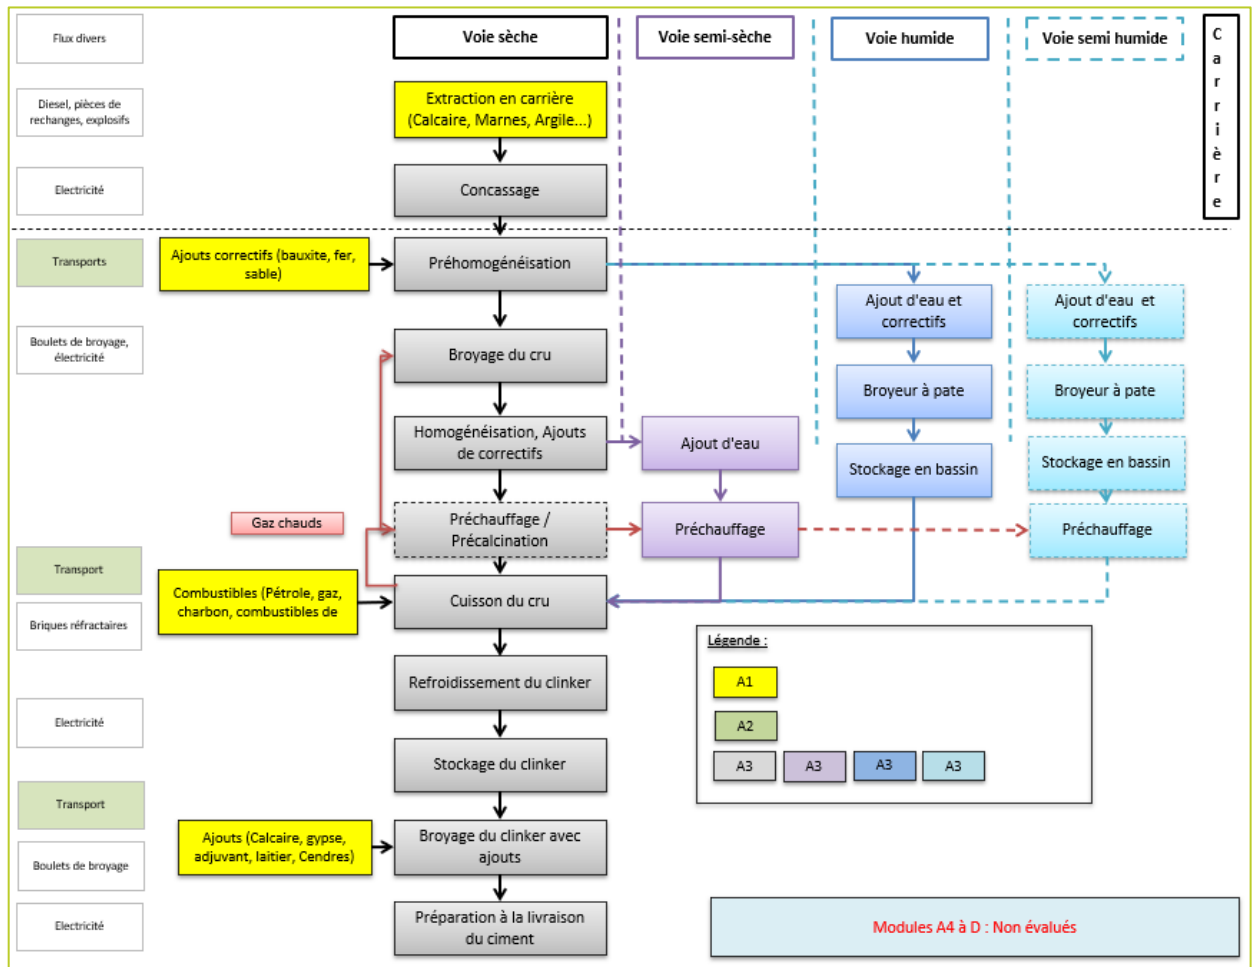 Flux divers
Voie sèche
Voie semi-sèche
Voie humide
Voie semi humide
C
a
r
r
i
è
r
e
Diesel, pièces de
rechanges, explosifs
Extraction en carrière
(Calcaire, Marnes, Argile...)
Electricité
Concassage
Transports
Ajouts correctifs (bauxite, fer,
sable)
Préhomogénéisation
Ajout d'eau et
correctifs
Ajout d'eau et
correctifs
Boulets de broyage,
électricité
Broyage du cru
Broyeur à pate
Broyeur à pate
Homogénéisation, Ajouts
de correctifs
Ajout d'eau
Stockage en bassin
Stockage en bassin
Gaz chauds
Préchauffage /
Précalcination
Préchauffage
Préchauffage
Transport
Combustibles (Pétrole, gaz,
charbon, combustibles de
Cuisson du cru
Briques réfractaires
Légende :
A1
A2
A3
A3
A3
A3
Refroidissement du clinker
Electricité
Stockage du clinker
Transport
Ajouts (Calcaire, gypse,
adjuvant, laitier, Cendres)
Broyage du clinker avec
ajouts
Boulets de broyage
Electricité
Préparation à la livraison
du ciment
Modules A4 à D : Non évalués